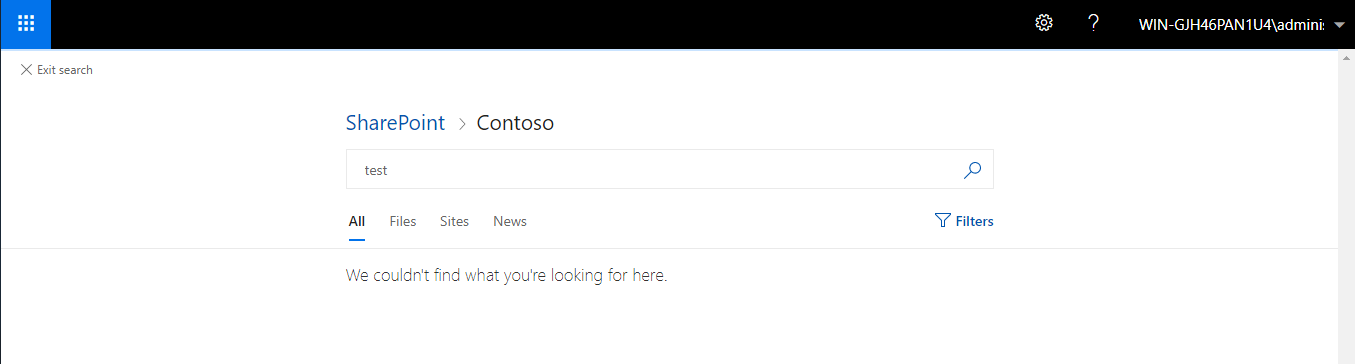 WIN-GJH46PAN1U4\adminis
Exit search
SharePoint > Contoso
test
All Files Sites News Filters
We couldn't find what you're looking for here.